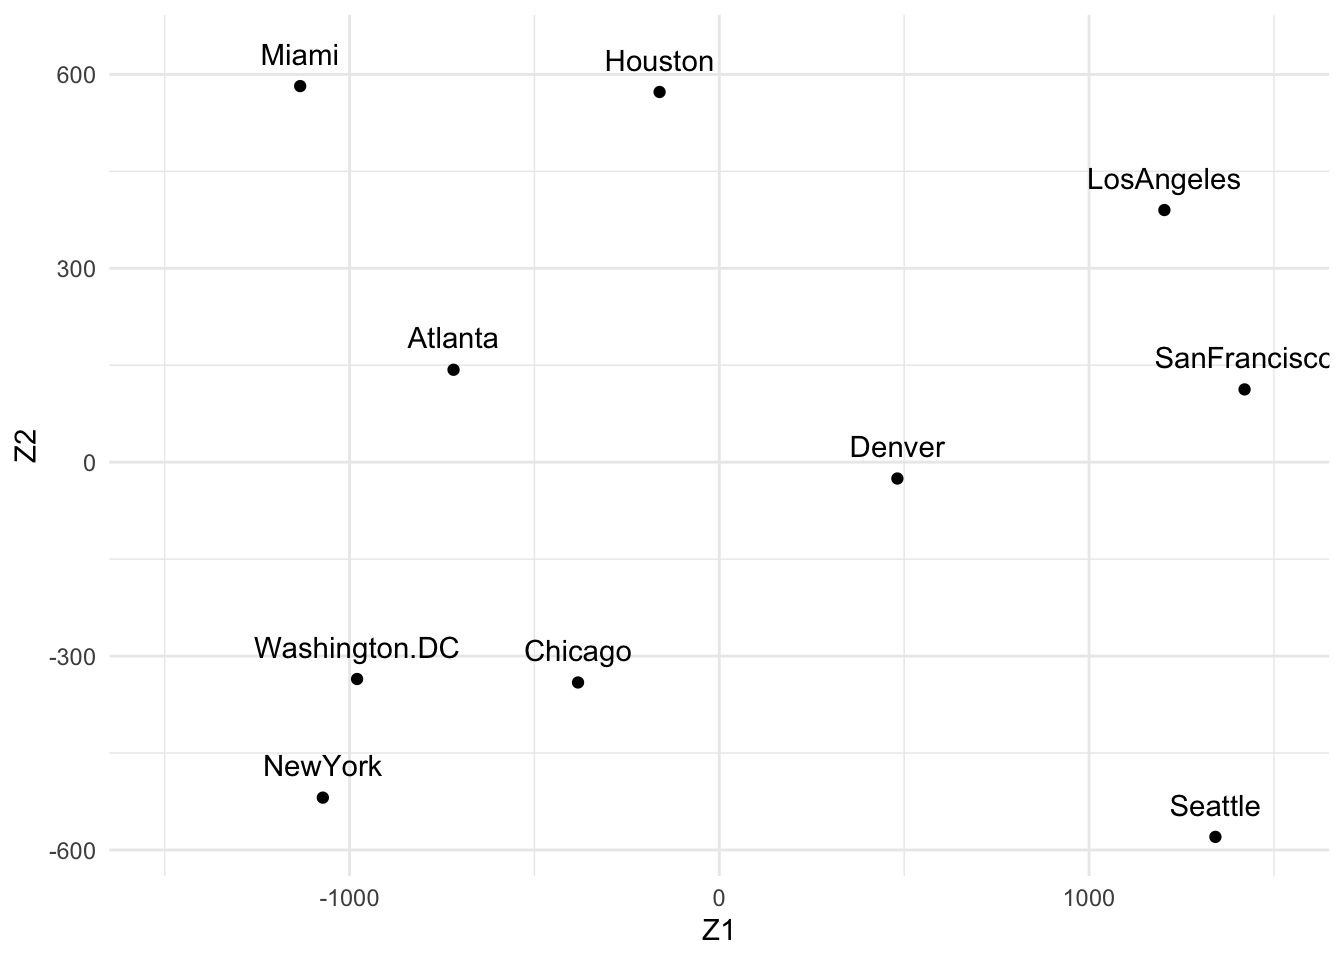 Miami
Houston
600
LosAngeles
300
Atlanta
SanFrancisco
Denver
Z2
0
Washington.DC
Chicago
-300
NewYork
Seattle
-600
-1000
0
1000
Z1